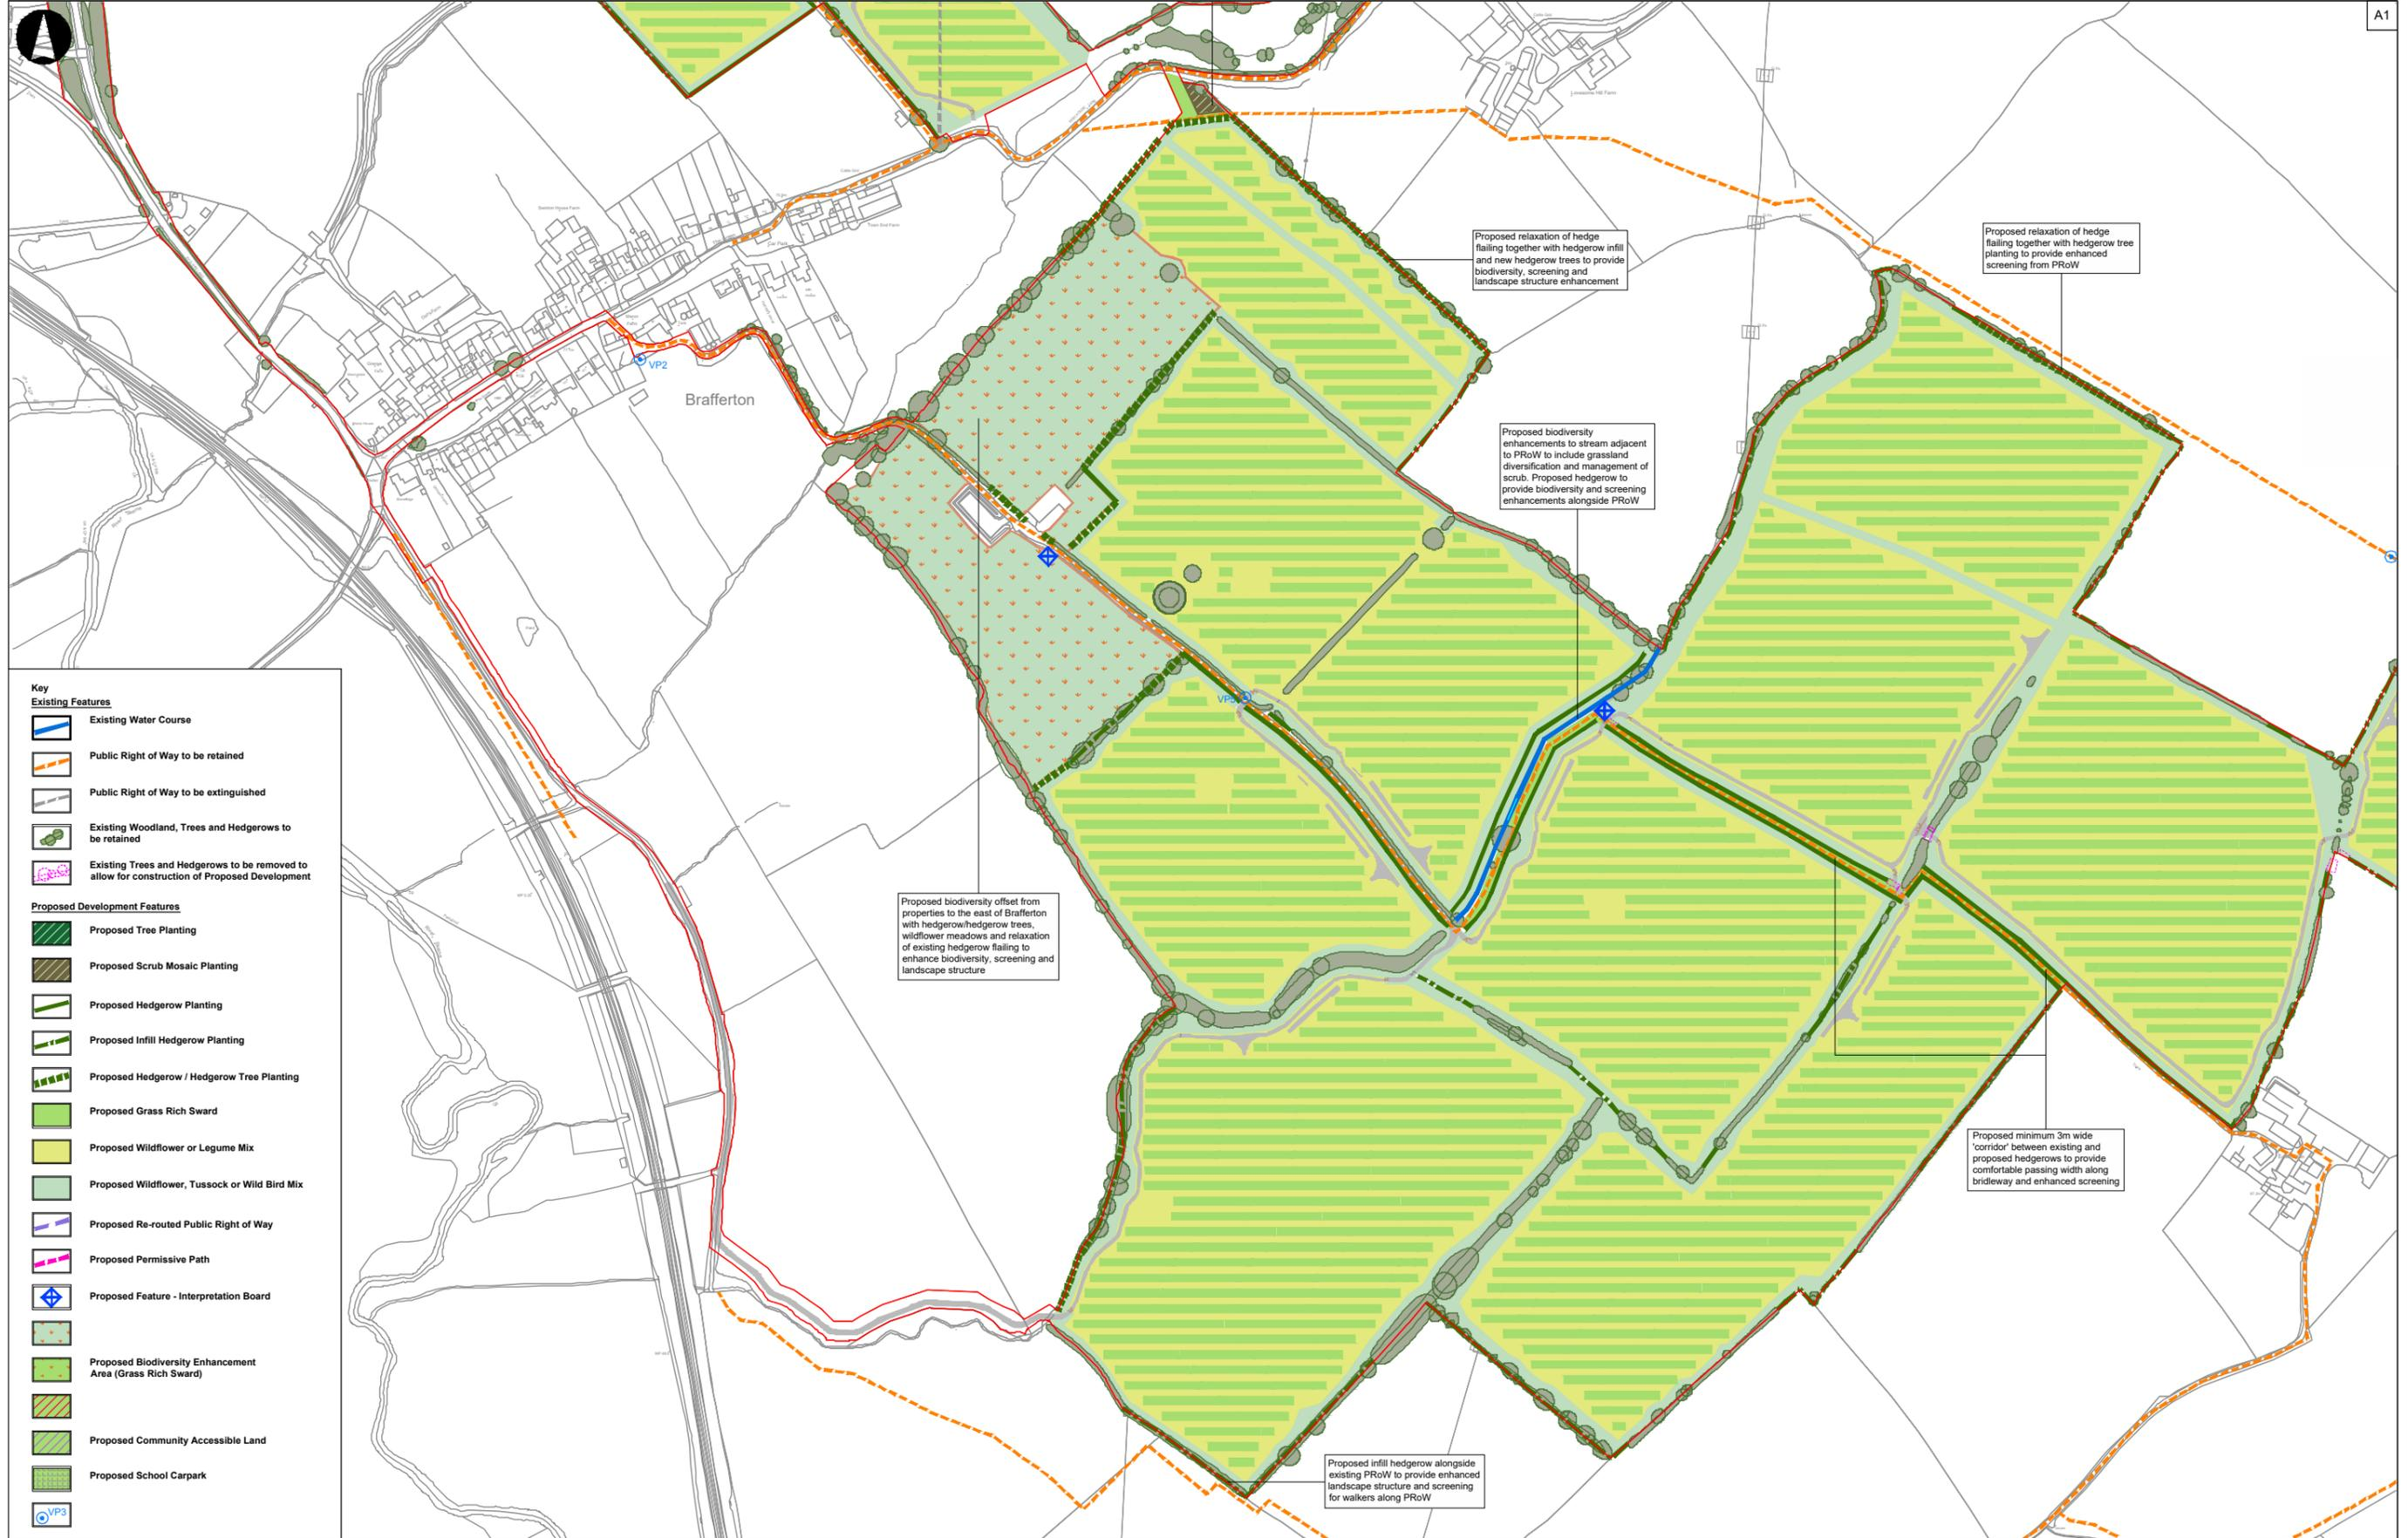 A1
Lonesome Hill Farm
Town End Farm
Car Park
VP2
Brafferton
VP5
Proposed relaxation of hedge
flailing together with hedgerow infill
and new hedgerow trees to provide
biodiversity, screening and
landscape structure enhancement
Proposed relaxation of hedge
flailing together with hedgerow tree
planting to provide enhanced
screening from PRoW
Proposed biodiversity
enhancements to stream adjacent
to PRoW to include grassland
diversification and management of
scrub. Proposed hedgerow to
provide biodiversity and screening
enhancements alongside PRoW
Proposed biodiversity offset from
properties to the east of Brafferton
with hedgerow/hedgerow trees,
wildflower meadows and relaxation
of existing hedgerow flailing to
enhance biodiversity, screening and
landscape structure
Proposed minimum 3m wide
'corridor' between existing and
proposed hedgerows to provide
comfortable passing width along
bridleway and enhanced screening
Proposed infill hedgerow alongside
existing PRoW to provide enhanced
landscape structure and screening
for walkers along PRoW
Key
Existing Features
Existing Water Course
Public Right of Way to be retained
Public Right of Way to be extinguished
Existing Woodland, Trees and Hedgerows to
be retained
Existing Trees and Hedgerows to be removed to
allow for construction of Proposed Development
Proposed Development Features
Proposed Tree Planting
Proposed Scrub Mosaic Planting
Proposed Hedgerow Planting
Proposed Infill Hedgerow Planting
Proposed Hedgerow / Hedgerow Tree Planting
Proposed Grass Rich Sward
Proposed Wildflower or Legume Mix
Proposed Wildflower, Tussock or Wild Bird Mix
Proposed Re-routed Public Right of Way
Proposed Permissive Path
Proposed Feature - Interpretation Board
Proposed Biodiversity Enhancement
Area (Grass Rich Sward)
Proposed Community Accessible Land
Proposed School Carpark
VP3